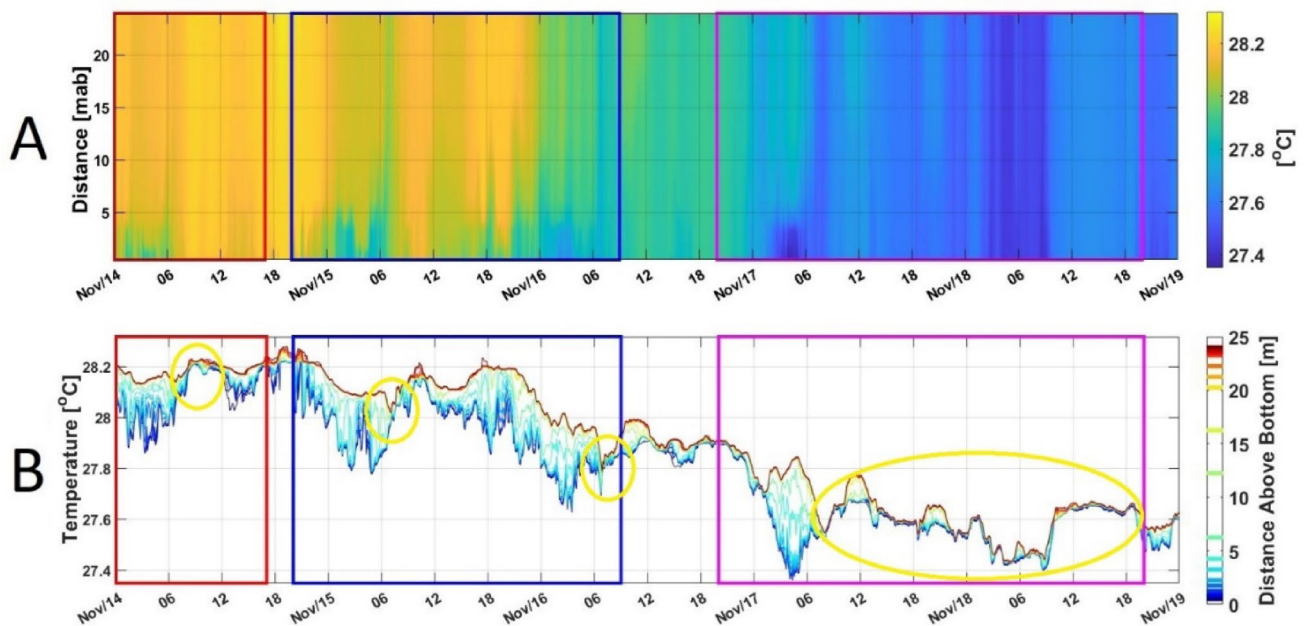 A
Distance [mab]
20
15
10
5
Nov/14 06 12 18 Nov/15 06 12 18 Nov/16 06 12 18 Nov/17 06 12 18 Nov/18 06 12 18 Nov/19
28.2
28
27.8
27.6
27.4
[°C]
B
Temperature [°C]
28.2
28
27.8
27.6
27.4
Nov/14 06 12 18 Nov/15 06 12 18 Nov/16 06 12 18 Nov/17 06 12 18 Nov/18 06 12 18 Nov/19
25
20
15
10
5
0
Distance Above Bottom [m]